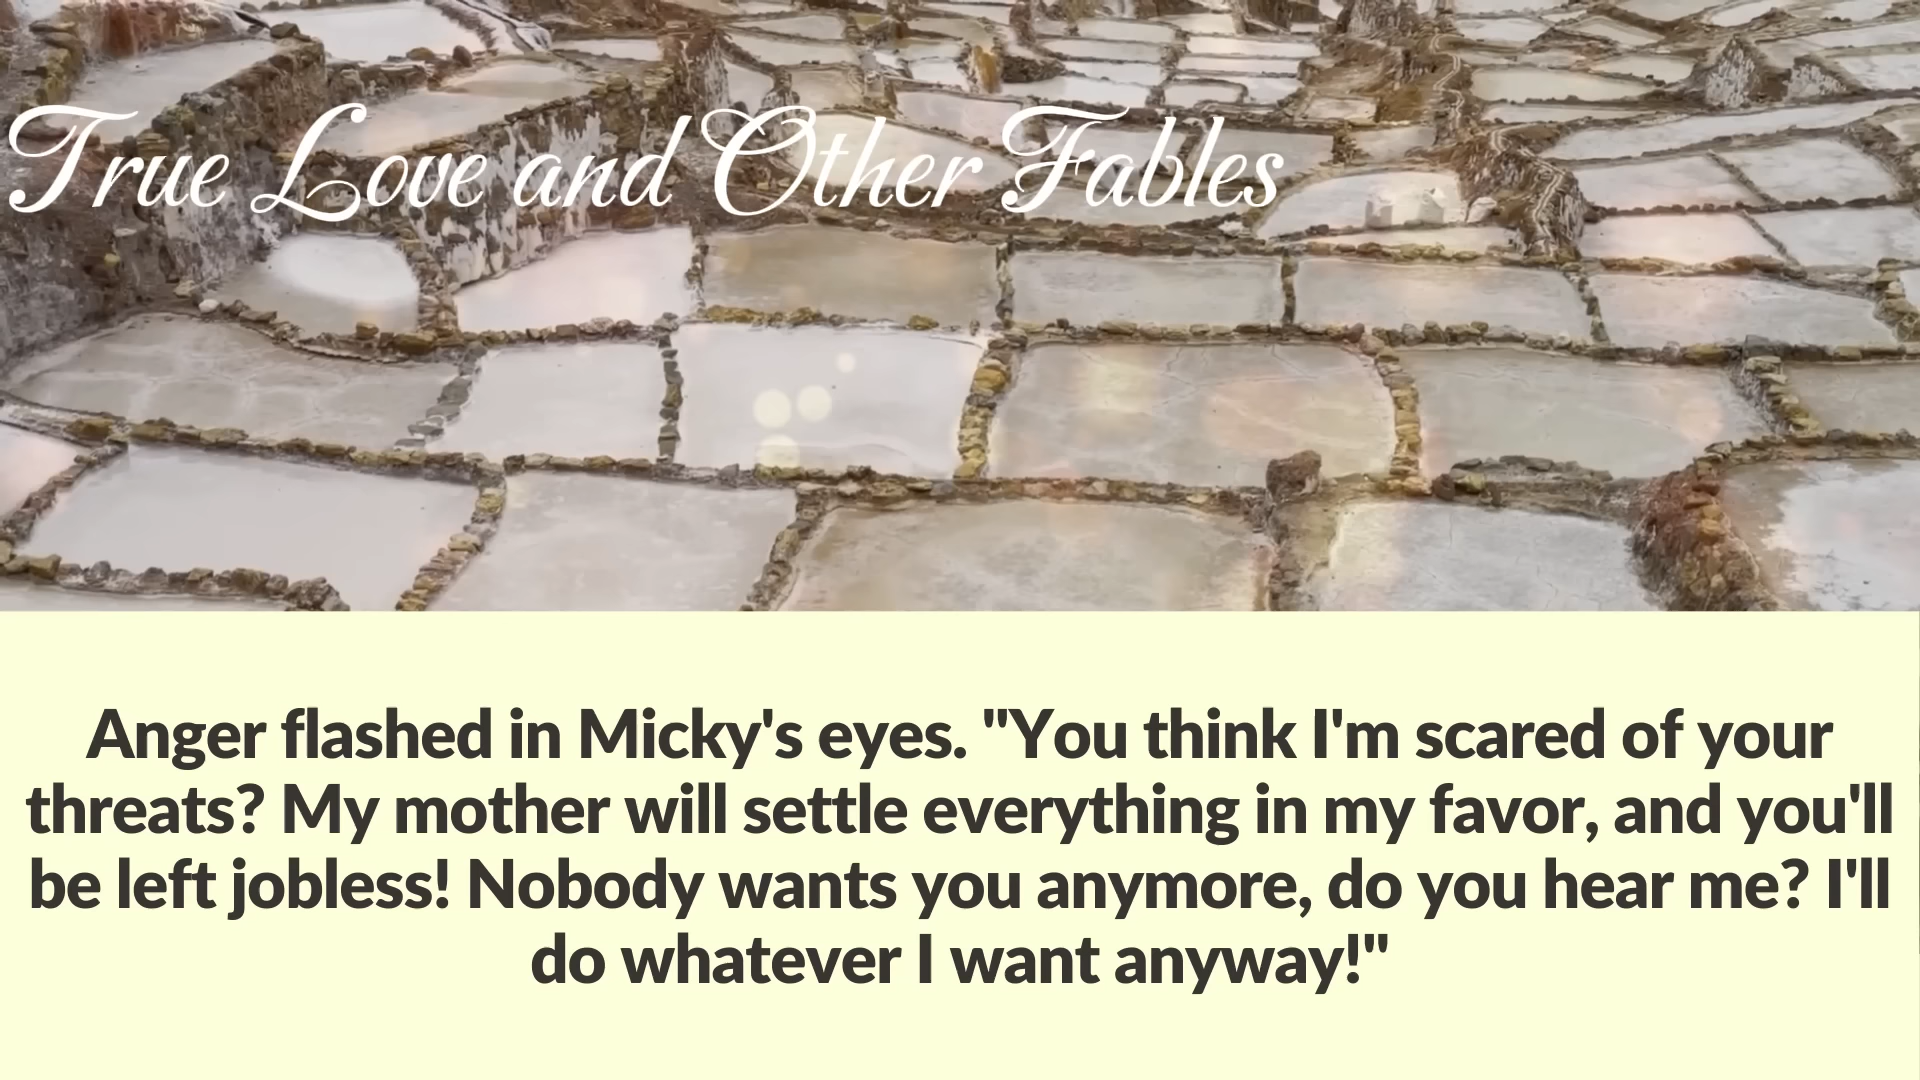 True Love and Other Fables
Anger flashed in Micky's eyes. "You think I'm scared of your
threats? My mother will settle everything in my favor, and you'll
be left jobless! Nobody wants you anymore, do you hear me? I'll
do whatever I want anyway!"